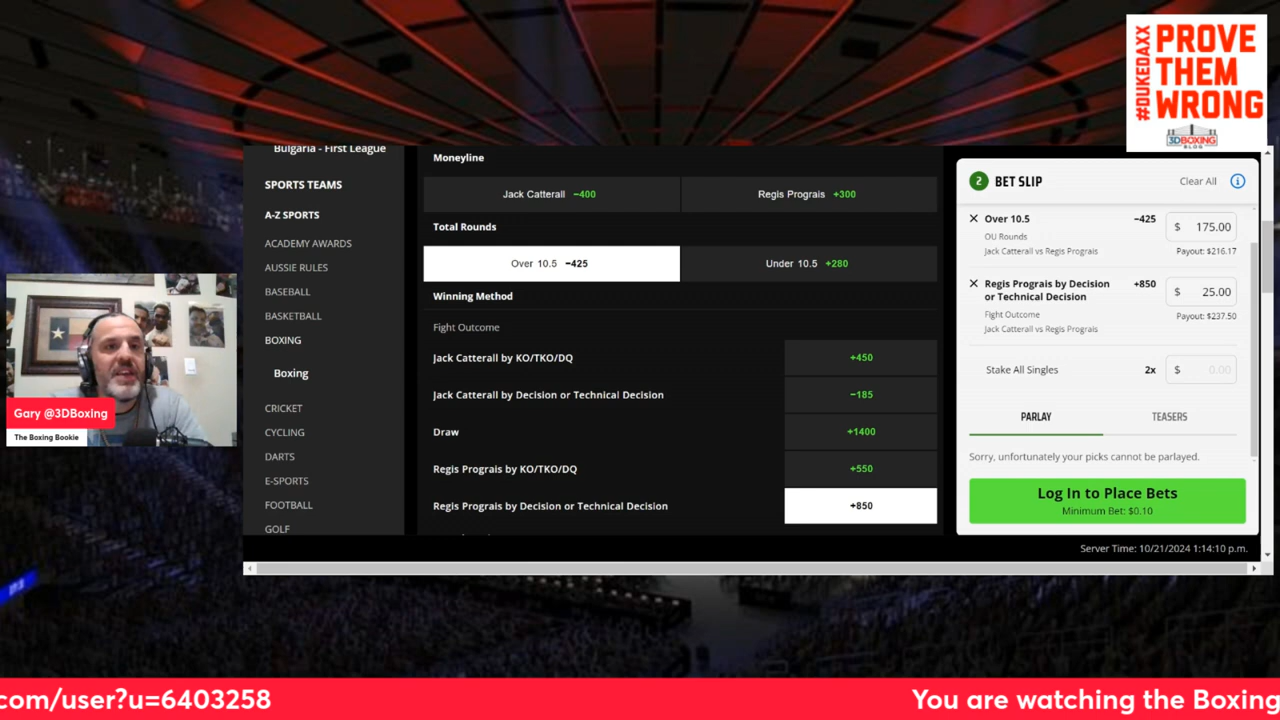 #DUKEDAXX
PROVE
THEM
WRONG
3DBOXING
BLOG
Bulgaria - First League
SPORTS TEAMS
A-Z SPORTS
ACADEMY AWARDS
AUSSIE RULES
BASEBALL
BASKETBALL
BOXING
Boxing
CRICKET
CYCLING
DARTS
E-SPORTS
FOOTBALL
GOLF
Moneyline
Jack Catterall −400
Regis Prograis +300
Total Rounds
Over 10.5 −425
Under 10.5 +280
Winning Method
Fight Outcome
Jack Catterall by KO/TKO/DQ +450
Jack Catterall by Decision or Technical Decision −185
Draw +1400
Regis Prograis by KO/TKO/DQ +550
Regis Prograis by Decision or Technical Decision +850
2 BET SLIP Clear All
Over 10.5 −425 $ 175.00
OU Rounds
Jack Catterall vs Regis Prograis Payout: $216.17
Regis Prograis by Decision +850
or Technical Decision $ 25.00
Fight Outcome Payout: $237.50
Jack Catterall vs Regis Prograis
Stake All Singles 2x $ 0.00
PARLAY TEASERS
Sorry, unfortunately your picks cannot be parlayed.
Log In to Place Bets
Minimum Bet: $0.10
Server Time: 10/21/2024 1:14:10 p.m.
Gary @3DBoxing
The Boxing Bookie
com/user?u=6403258
You are watching the Boxing